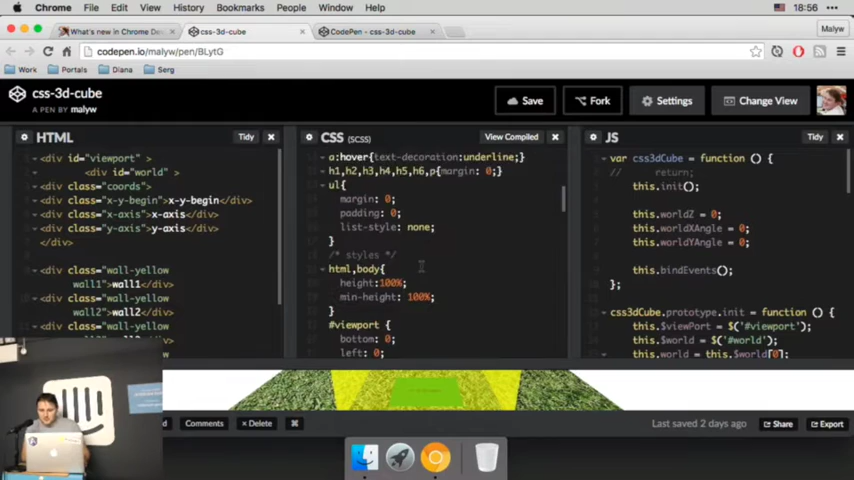 Chrome File Edit View History Bookmarks People Window Help 18:56
What's new in Chrome De
css-3d-cube
CodePen - css-3d-cube
Malyw
codepen.io/malyw/pen/BLytG
Work Portals Diana Serg
css-3d-cube
A PEN BY malyw
Save
Fork
Settings
Change View
HTML
Tidy
<div id="viewport" >
<div id="world" >
<div class="coords">
<div class="x-y-begin">x-y-begin</div>
<div class="x-axis">x-axis</div>
<div class="y-axis">y-axis</div>
</div>
<div class="wall-yellow
wall1">wall1</div>
<div class="wall-yellow
wall2">wall2</div>
<div class="wall-yellow
CSS (SCSS)
View Compiled
a:hover{text-decoration:underline;}
h1,h2,h3,h4,h5,h6,p{margin: 0;}
ul{
margin: 0;
padding: 0;
list-style: none;
}
/* styles */
html,body{
height:100%;
min-height: 100%;
}
#viewport {
bottom: 0;
left: 0;
JS
Tidy
var css3dCube = function () {
// return;
this.init();
this.worldZ = 0;
this.worldXAngle = 0;
this.worldYAngle = 0;
this.bindEvents();
};
css3dCube.prototype.init = function () {
this.$viewPort = $('#viewport');
this.$world = $('#world');
this.world = this.$world[0];
Comments
× Delete
⌘
Last saved 2 days ago
Share
Export